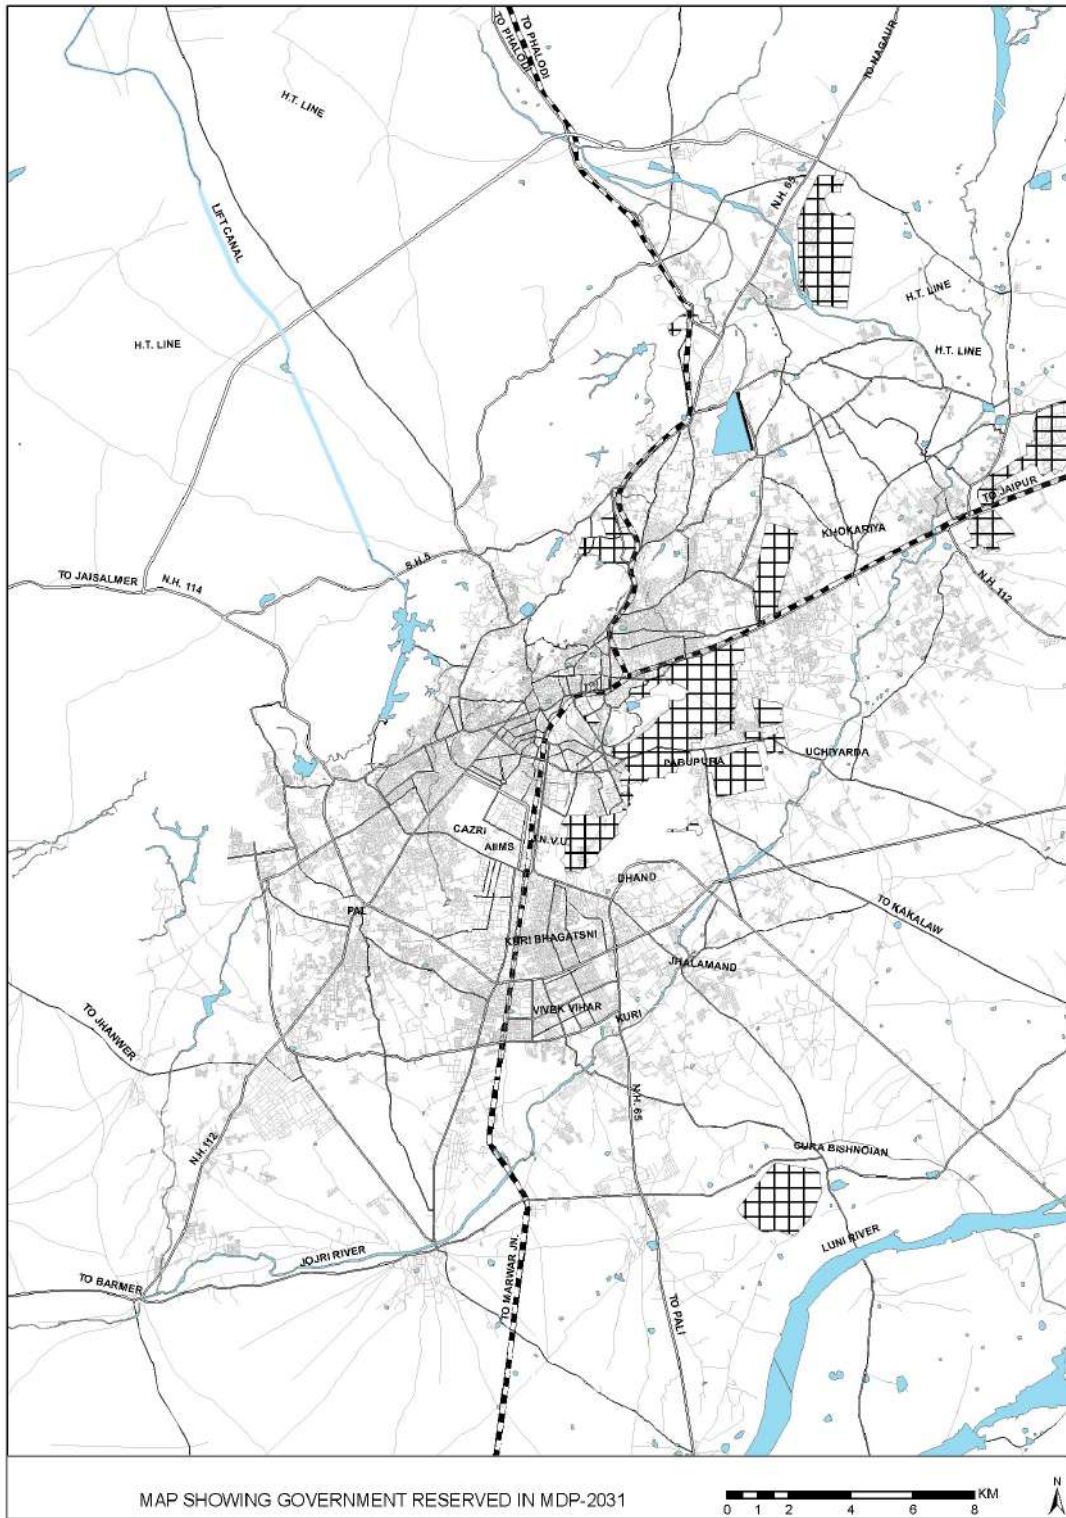 TO PHALODI
TO PHALODI
TO NAGAUR
H.T. LINE
N.H. 65
LIFT CANAL
H.T. LINE
H.T. LINE
H.T. LINE
TO JAIPUR
KHOKARIYA
S.H.5
TO JAISALMER
N.H. 114
N.H. 112
UCHIYARDA
PABUPURA
CAZRI
AIIMS
J.N.V.U.
DHAND
PAL
TO KAKALAW
KURI BHAGATSNI
JHALAMAND
VIVEK VIHAR
KURI
TO JHANWER
N.H. 65
N.H.112
GURA BISHNOIAN
LUNI RIVER
JOJRI RIVER
TO BARMER
TO MARWAR JN.
TO PALI
MAP SHOWING GOVERNMENT RESERVED IN MDP-2031
KM
0 1 2 4 6 8
N